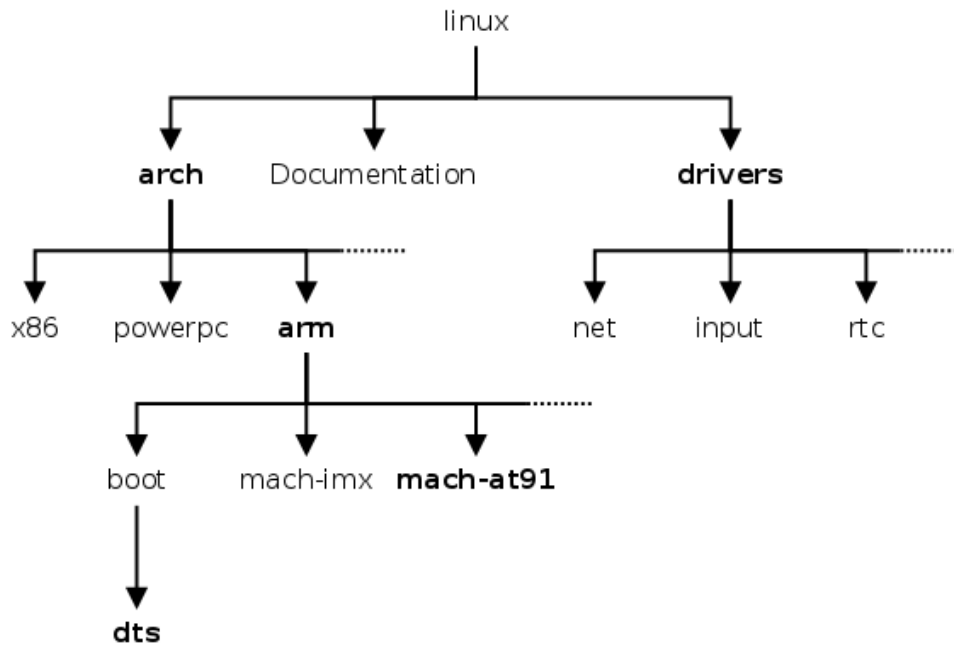 linux
arch Documentation drivers
x86 powerpc arm net input rtc
boot mach-imx mach-at91
dts